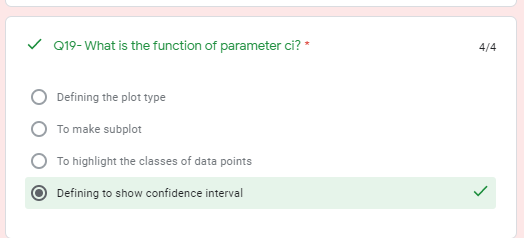 Q19- What is the function of parameter ci? *
4/4
Defining the plot type
To make subplot
To highlight the classes of data points
Defining to show confidence interval